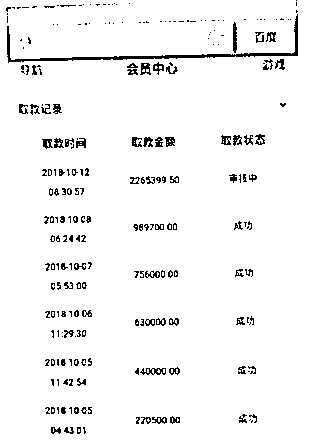 百度
导航 会员中心 游戏
取款记录
取款时间 取款金额 取款状态
2018-10-12
08 30 57 2265399 50 审核中
2018 10 08
06 24 42 989700 00 成功
2018-10-07
05 53 00 756000 00 成功
2018 10 06
11:29.30 630000 00 成功
2018 10 05
11 42 54 440000 00 成功
2018 10 05
04 43 01 220500 00 成功